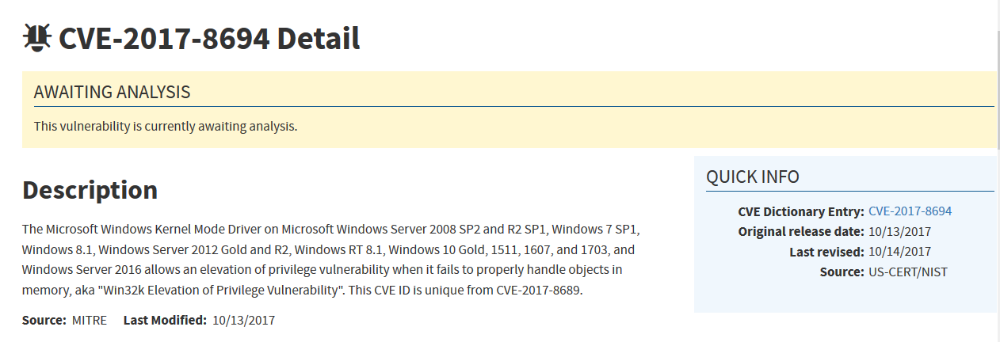 CVE-2017-8694 Detail
AWAITING ANALYSIS
This vulnerability is currently awaiting analysis.
Description
The Microsoft Windows Kernel Mode Driver on Microsoft Windows Server 2008 SP2 and R2 SP1, Windows 7 SP1,
Windows 8.1, Windows Server 2012 Gold and R2, Windows RT 8.1, Windows 10 Gold, 1511, 1607, and 1703, and
Windows Server 2016 allows an elevation of privilege vulnerability when it fails to properly handle objects in
memory, aka "Win32k Elevation of Privilege Vulnerability". This CVE ID is unique from CVE-2017-8689.
Source: MITRE Last Modified: 10/13/2017
QUICK INFO
CVE Dictionary Entry: CVE-2017-8694
Original release date: 10/13/2017
Last revised: 10/14/2017
Source: US-CERT/NIST